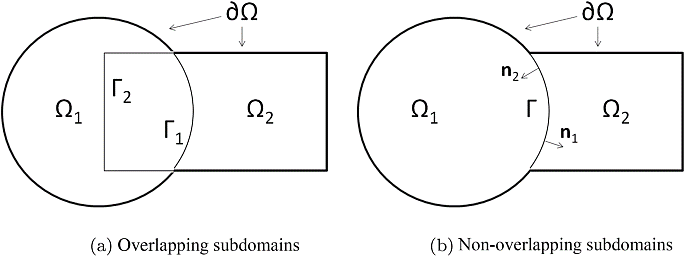 ∂Ω
Ω₁
Γ₂
Γ₁
Ω₂
(a) Overlapping subdomains
∂Ω
n₂
Ω₁
Γ
Ω₂
n₁
(b) Non-overlapping subdomains